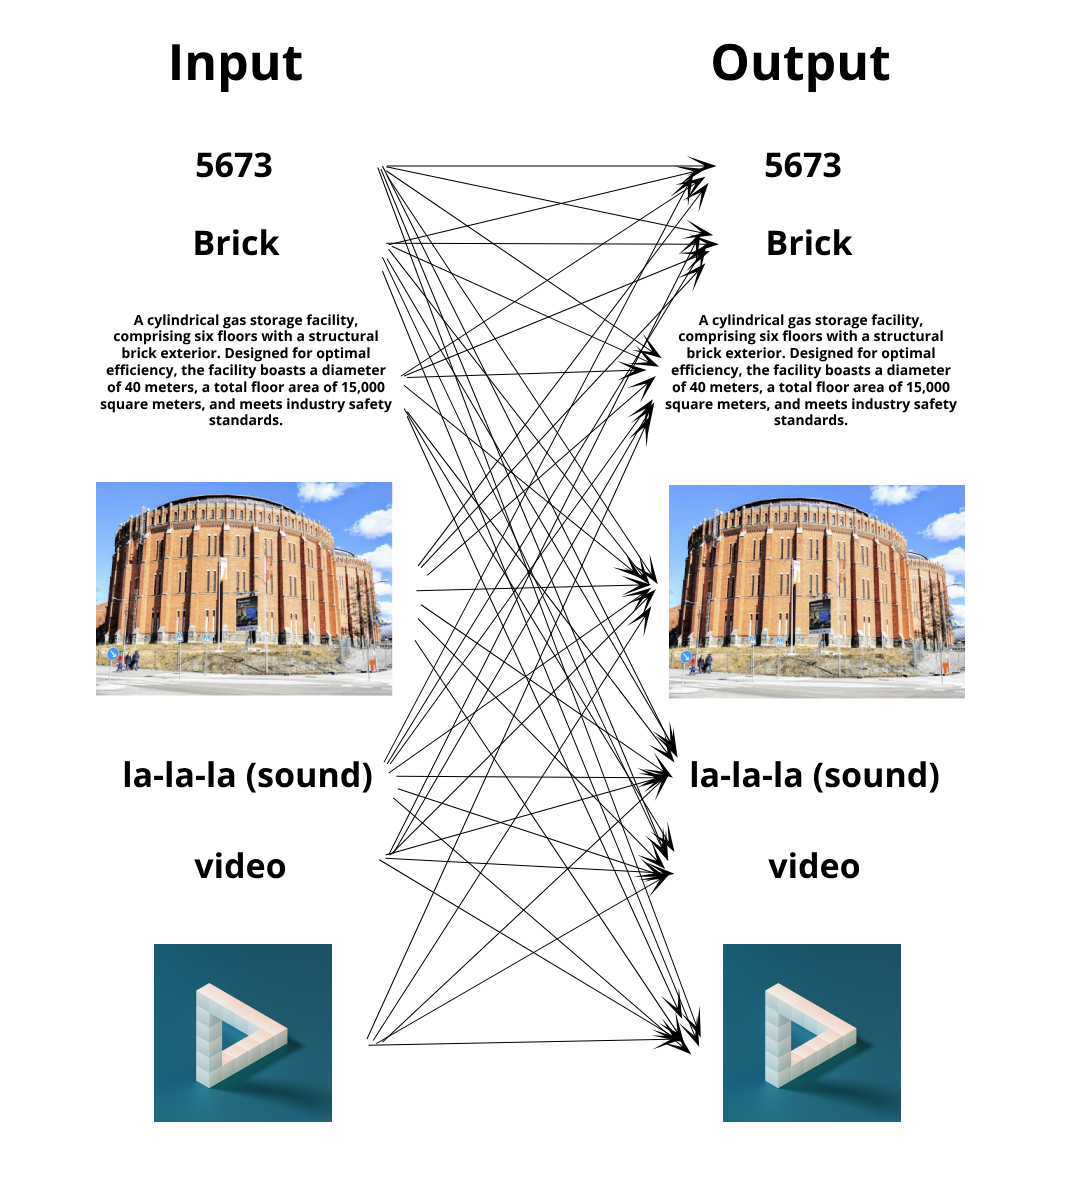 Input
Output
5673
5673
Brick
Brick
A cylindrical gas storage facility,
comprising six floors with a structural
brick exterior. Designed for optimal
efficiency, the facility boasts a diameter
of 40 meters, a total floor area of 15,000
square meters, and meets industry safety
standards.
A cylindrical gas storage facility,
comprising six floors with a structural
brick exterior. Designed for optimal
efficiency, the facility boasts a diameter
of 40 meters, a total floor area of 15,000
square meters, and meets industry safety
standards.
la-la-la (sound)
la-la-la (sound)
video
video